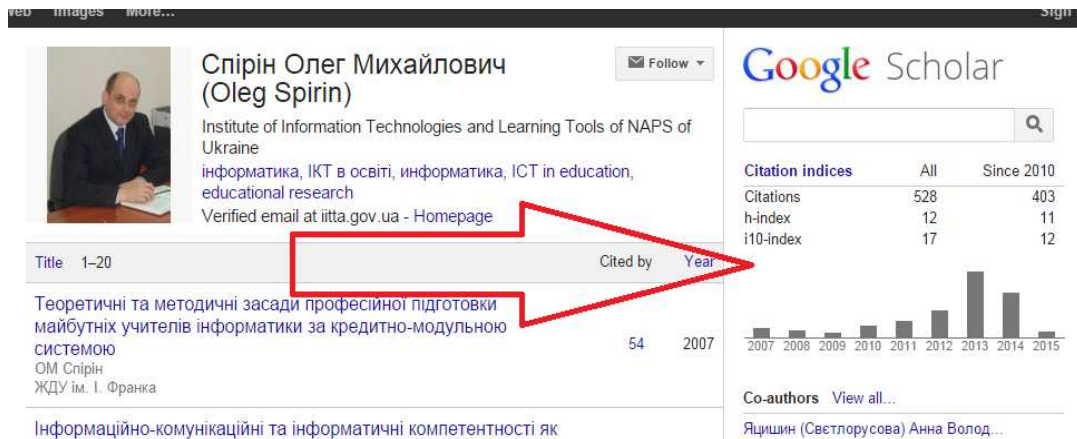 Web Images More...
Sign
Спірін Олег Михайлович
(Oleg Spirin)
Follow
Institute of Information Technologies and Learning Tools of NAPS of
Ukraine
інформатика, ІКТ в освіті, информатика, ICT in education,
educational research
Verified email at iitta.gov.ua - Homepage
Title 1–20 Cited by Year
Теоретичні та методичні засади професійної підготовки
майбутніх учителів інформатики за кредитно-модульною
системою
54 2007
ОМ Спірін
ЖДУ ім. І. Франка
Інформаційно-комунікаційні та інформатичні компетентності як
Google Scholar
Citation indices All Since 2010
Citations 528 403
h-index 12 11
i10-index 17 12
2007 2008 2009 2010 2011 2012 2013 2014 2015
Co-authors View all...
Яцишин (Свєтлорусова) Анна Волод...